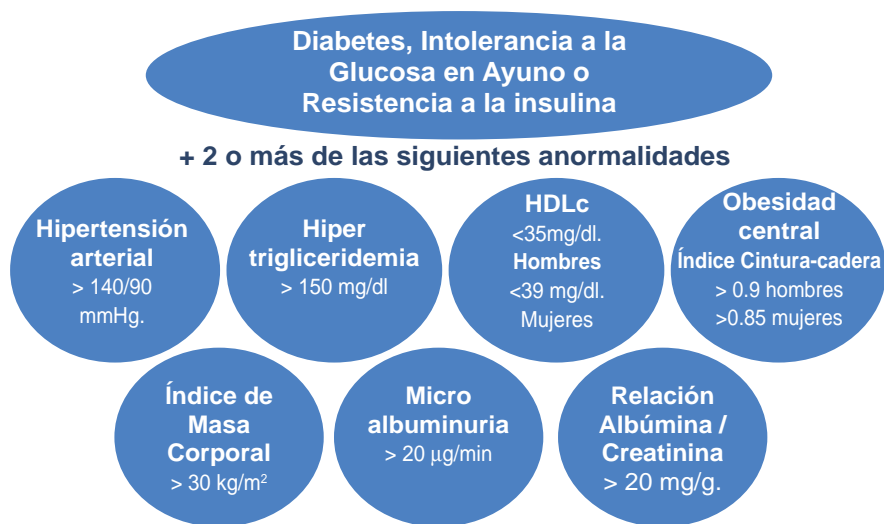 Diabetes, Intolerancia a la
Glucosa en Ayuno o
Resistencia a la insulina
+ 2 o más de las siguientes anormalidades
Hipertensión
arterial
> 140/90
mmHg.
Hiper
trigliceridemia
> 150 mg/dl
HDLc
<35mg/dl.
Hombres
<39 mg/dl.
Mujeres
Obesidad
central
Índice Cintura-cadera
> 0.9 hombres
>0.85 mujeres
Índice de
Masa
Corporal
> 30 kg/m²
Micro
albuminuria
> 20 µg/min
Relación
Albúmina /
Creatinina
> 20 mg/g.